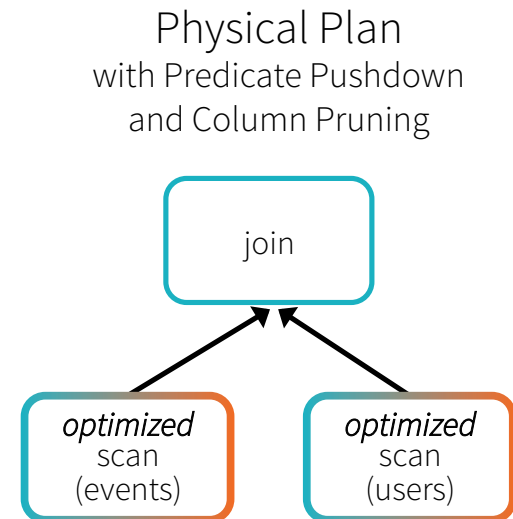 Physical Plan
with Predicate Pushdown
and Column Pruning
join
optimized
scan
(events)
optimized
scan
(users)